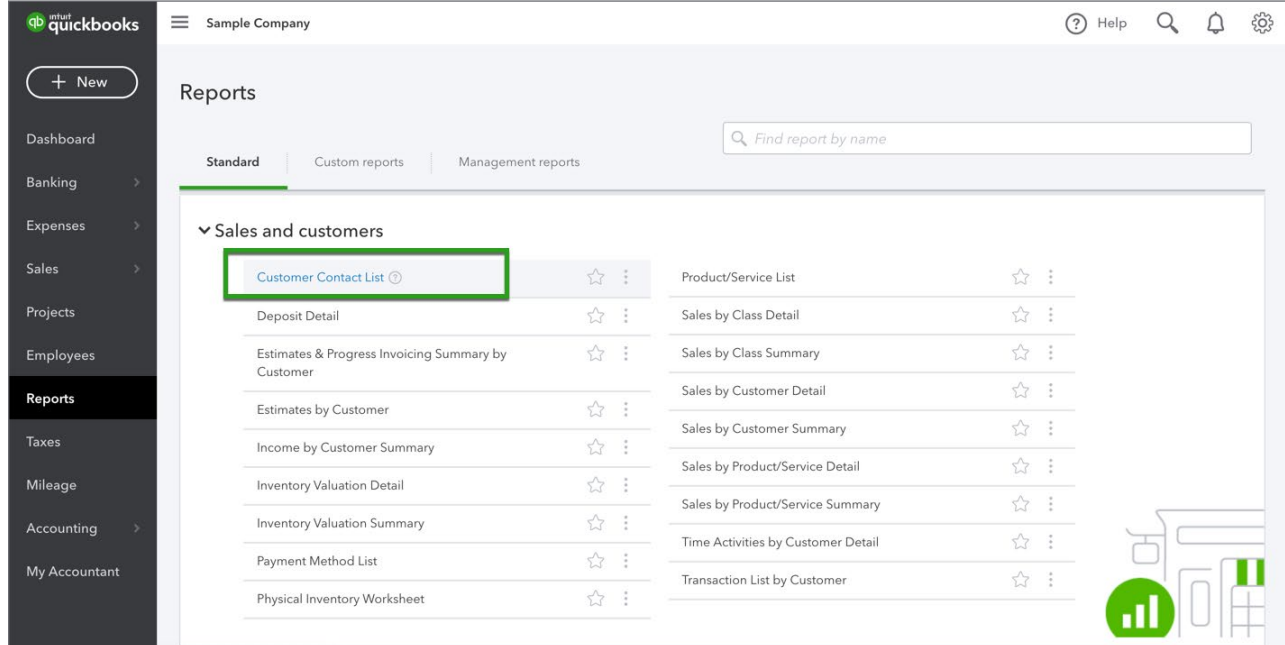 intuit
quickbooks
Sample Company
Help
+ New
Dashboard
Banking
Expenses
Sales
Projects
Employees
Reports
Taxes
Mileage
Accounting
My Accountant
Reports
Find report by name
Standard
Custom reports
Management reports
Sales and customers
Customer Contact List
Deposit Detail
Estimates & Progress Invoicing Summary by
Customer
Estimates by Customer
Income by Customer Summary
Inventory Valuation Detail
Inventory Valuation Summary
Payment Method List
Physical Inventory Worksheet
Product/Service List
Sales by Class Detail
Sales by Class Summary
Sales by Customer Detail
Sales by Customer Summary
Sales by Product/Service Detail
Sales by Product/Service Summary
Time Activities by Customer Detail
Transaction List by Customer